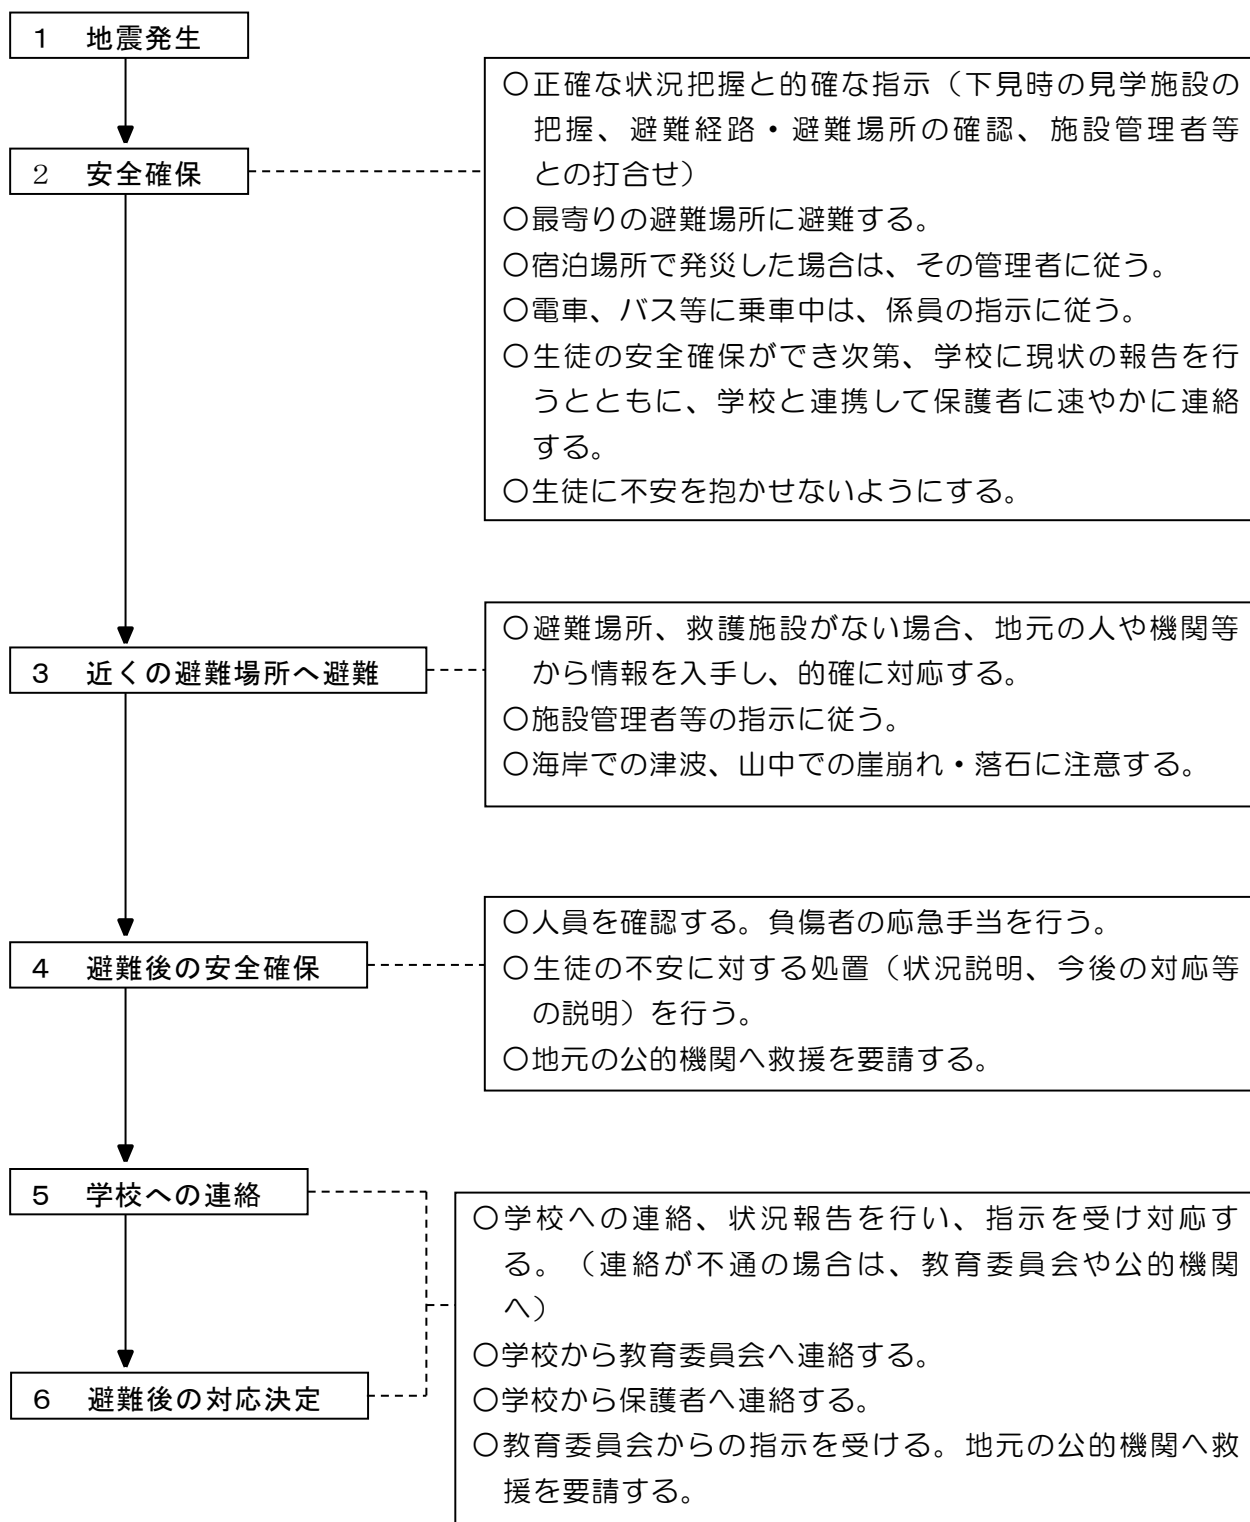 １　地震発生
２　安全確保
〇正確な状況把握と的確な指示（下見時の見学施設の
把握、避難経路・避難場所の確認、施設管理者等
との打合せ）
〇最寄りの避難場所に避難する。
〇宿泊場所で発災した場合は、その管理者に従う。
〇電車、バス等に乗車中は、係員の指示に従う。
〇生徒の安全確保ができ次第、学校に現状の報告を行
うとともに、学校と連携して保護者に速やかに連絡
する。
〇生徒に不安を抱かせないようにする。
３　近くの避難場所へ避難
〇避難場所、救護施設がない場合、地元の人や機関等
から情報を入手し、的確に対応する。
〇施設管理者等の指示に従う。
〇海岸での津波、山中での崖崩れ・落石に注意する。
４　避難後の安全確保
〇人員を確認する。負傷者の応急手当を行う。
〇生徒の不安に対する処置（状況説明、今後の対応等
の説明）を行う。
〇地元の公的機関へ救援を要請する。
５　学校への連絡
６　避難後の対応決定
〇学校への連絡、状況報告を行い、指示を受け対応す
る。（連絡が不通の場合は、教育委員会や公的機関
へ）
〇学校から教育委員会へ連絡する。
〇学校から保護者へ連絡する。
〇教育委員会からの指示を受ける。地元の公的機関へ救
援を要請する。